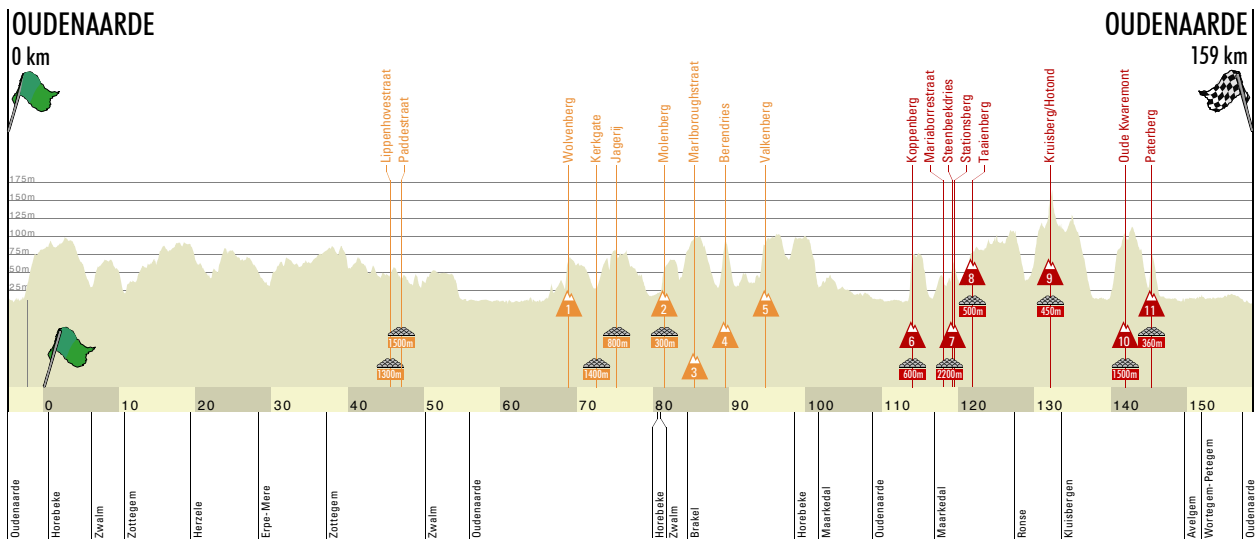 OUDENAARDE
0 km
OUDENAARDE
159 km
Lippenhovestraat
Paddestraat
Wolvenberg
Kerkgate
Jagerij
Molenberg
Marlboroughstraat
Berendries
Valkenberg
Koppenberg
Mariaborrestraat
Steenbeekdries
Stationsberg
Taaienberg
Kruisberg/Hotond
Oude Kwaremont
Paterberg
175m
150m
125m
100m
75m
50m
25m
1300m
1500m
1
1400m
800m
2
300m
3
4
5
6
600m
7
2200m
8
500m
9
450m
10
1500m
11
360m
0 10 20 30 40 50 60 70 80 90 100 110 120 130 140 150
Oudenaarde
Horebeke
Zwalm
Zottegem
Herzele
Erpe-Mere
Zottegem
Zwalm
Oudenaarde
Horebeke
Zwalm
Brakel
Horebeke
Maarkedal
Oudenaarde
Maarkedal
Ronse
Kluisbergen
Avelgem
Wortegem-Petegem
Oudenaarde